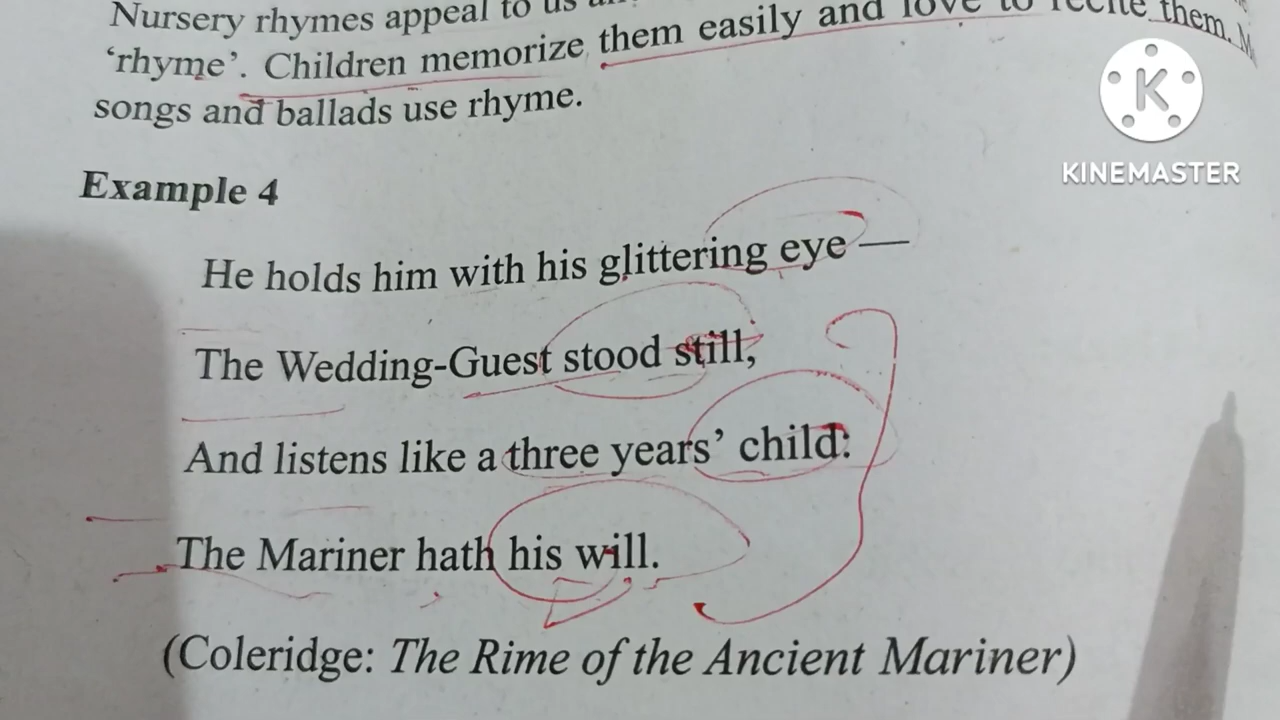 Nursery rhymes appeal to us
'rhyme'. Children memorize them easily and love to recite them.
songs and ballads use rhyme.
K
KINEMASTER
Example 4
He holds him with his glittering eye —
The Wedding-Guest stood still,
And listens like a three years' child:
The Mariner hath his will.
(Coleridge: The Rime of the Ancient Mariner)